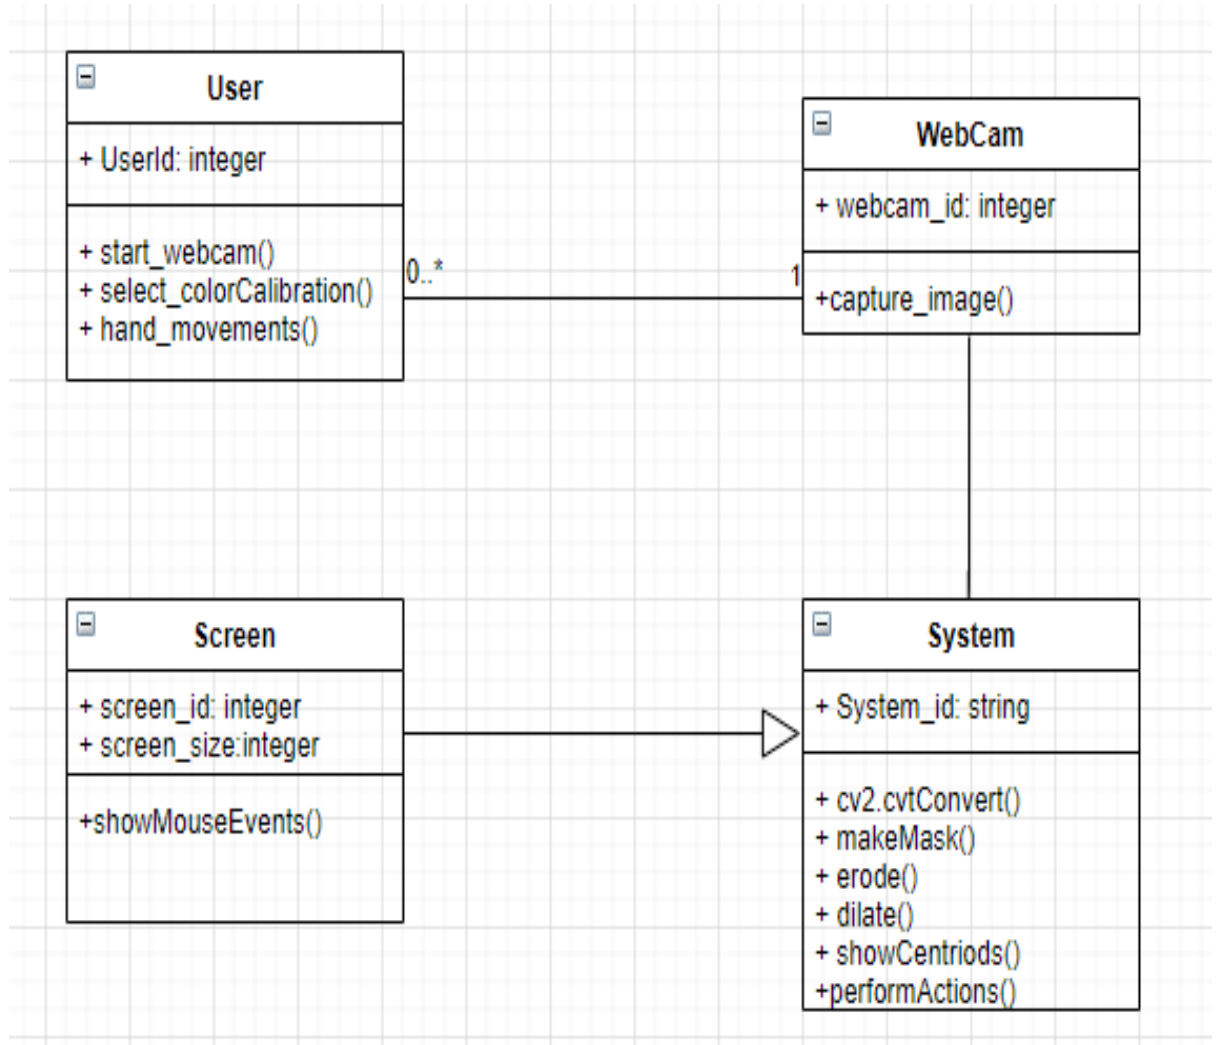 User
+ UserId: integer
+ start_webcam()
+ select_colorCalibration()
+ hand_movements()
0..*
1
WebCam
+ webcam_id: integer
+capture_image()
Screen
+ screen_id: integer
+ screen_size:integer
+showMouseEvents()
System
+ System_id: string
+ cv2.cvtConvert()
+ makeMask()
+ erode()
+ dilate()
+ showCentriods()
+performActions()